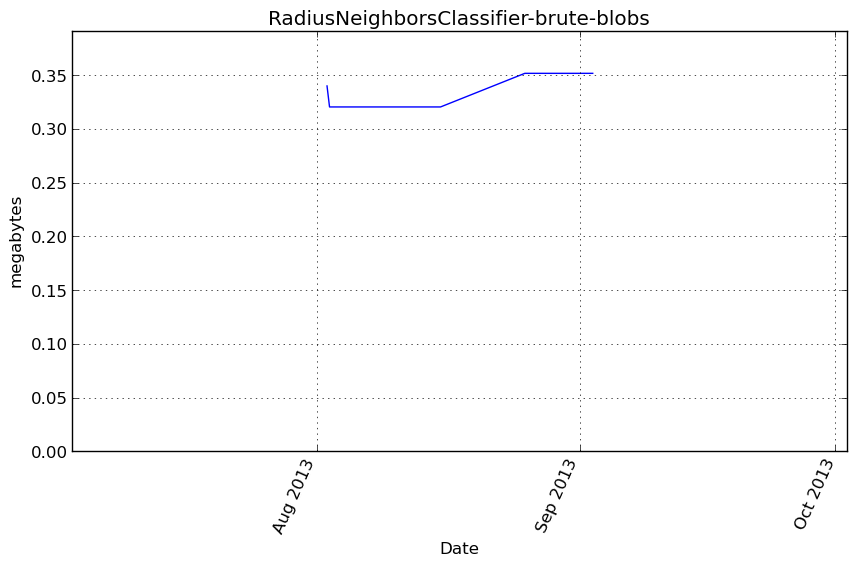 RadiusNeighborsClassifier-brute-blobs
0.35
0.30
0.25
0.20
0.15
0.10
0.05
0.00
megabytes
Aug 2013
Sep 2013
Oct 2013
Date